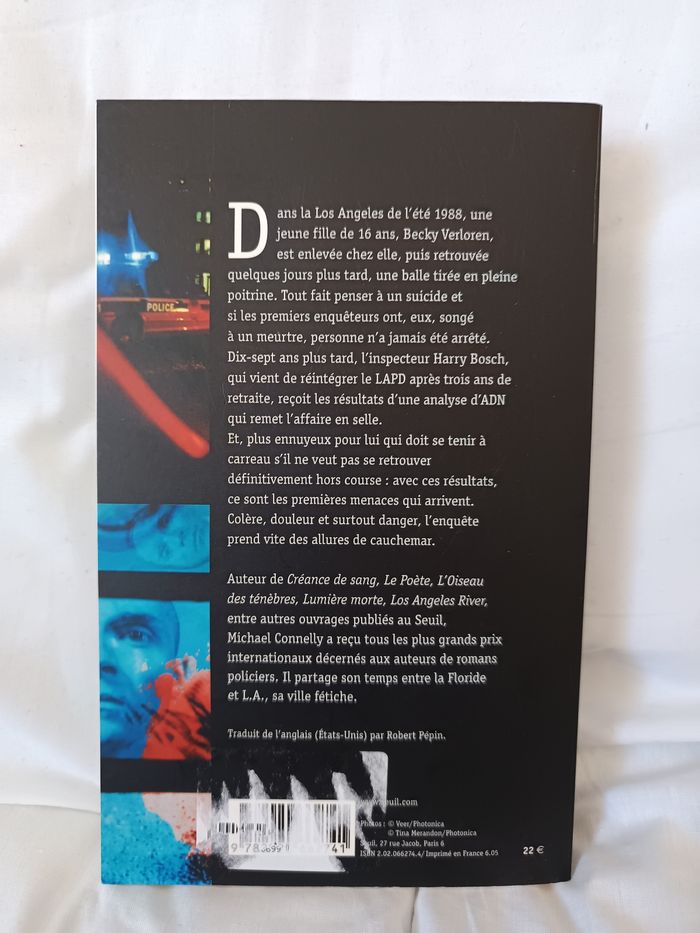 POLICE
Dans la Los Angeles de l'été 1988, une
jeune fille de 16 ans, Becky Verloren,
est enlevée chez elle, puis retrouvée
quelques jours plus tard, une balle tirée en pleine
poitrine. Tout fait penser à un suicide et
si les premiers enquêteurs ont, eux, songé
à un meurtre, personne n'a jamais été arrêté.
Dix-sept ans plus tard, l'inspecteur Harry Bosch,
qui vient de réintégrer le LAPD après trois ans de
retraite, reçoit les résultats d'une analyse d'ADN
qui remet l'affaire en selle.
Et, plus ennuyeux pour lui qui doit se tenir à
carreau s'il ne veut pas se retrouver
définitivement hors course : avec ces résultats,
ce sont les premières menaces qui arrivent.
Colère, douleur et surtout danger, l'enquête
prend vite des allures de cauchemar.
Auteur de Créance de sang, Le Poète, L'Oiseau
des ténèbres, Lumière morte, Los Angeles River,
entre autres ouvrages publiés au Seuil,
Michael Connelly a reçu tous les plus grands prix
internationaux décernés aux auteurs de romans
policiers. Il partage son temps entre la Floride
et L.A., sa ville fétiche.
Traduit de l'anglais (États-Unis) par Robert Pépin.
Photos : © Veer/Photonica
© Tina Merandon/Photonica
Seuil, 27 rue Jacob, Paris 6
ISBN 2.02.066274.4 / Imprimé en France 6.05
22 €